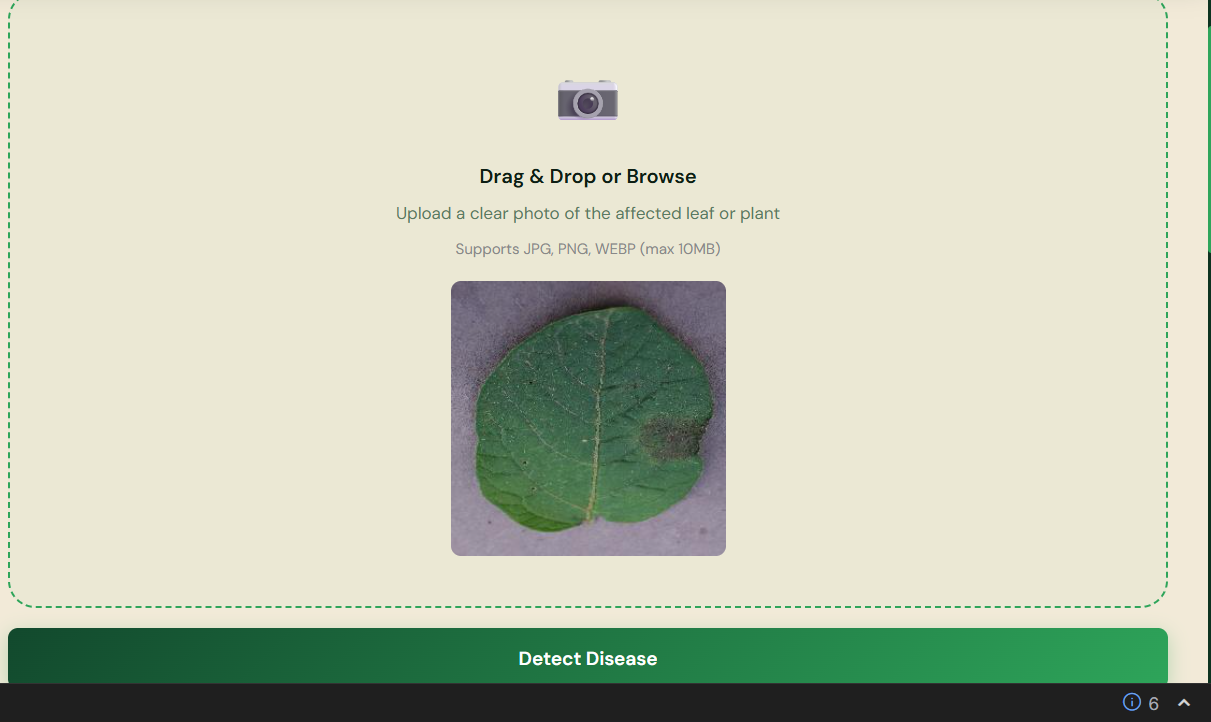 Drag & Drop or Browse
Upload a clear photo of the affected leaf or plant
Supports JPG, PNG, WEBP (max 10MB)
Detect Disease
6